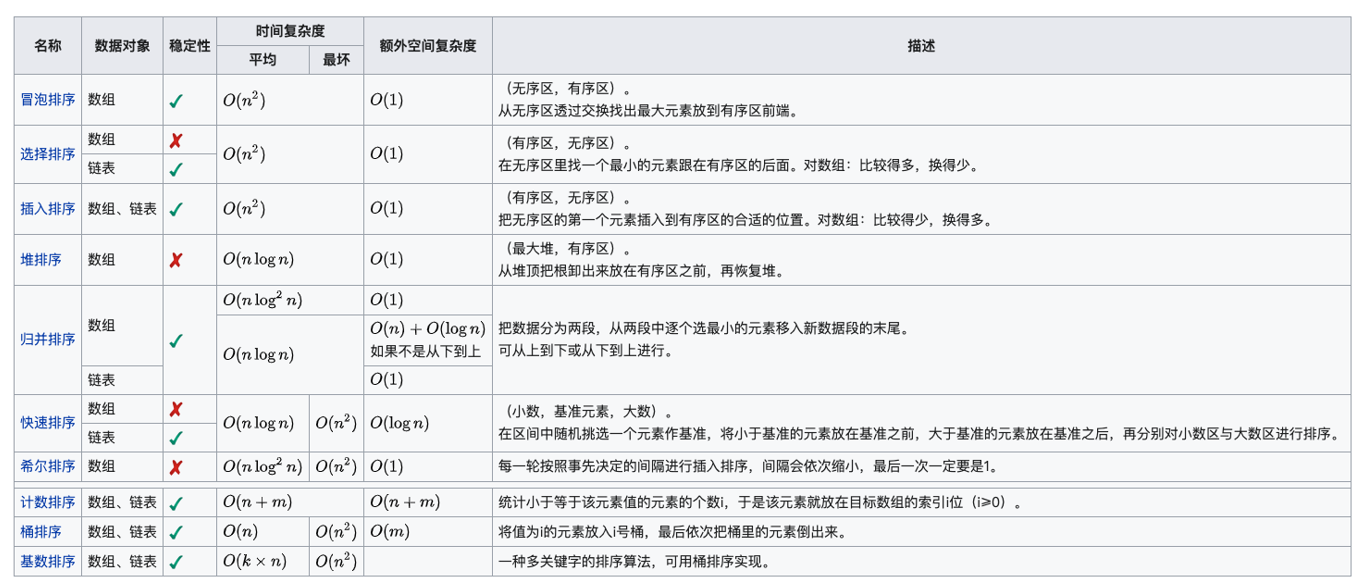 名称 数据对象 稳定性 时间复杂度 额外空间复杂度 描述
平均 最坏
冒泡排序 数组 ✓ O(n²) O(1) （无序区，有序区）。
从无序区透过交换找出最大元素放到有序区前端。
选择排序 数组 ✗ O(n²) O(1) （有序区，无序区）。
链表 ✓ 在无序区里找一个最小的元素跟在有序区的后面。对数组：比较得多，换得少。
插入排序 数组、链表 ✓ O(n²) O(1) （有序区，无序区）。
把无序区的第一个元素插入到有序区的合适的位置。对数组：比较得少，换得多。
堆排序 数组 ✗ O(n log n) O(1) （最大堆，有序区）。
从堆顶把根卸出来放在有序区之前，再恢复堆。
归并排序 数组 ✓ O(n log² n) O(1) 把数据分为两段，从两段中逐个选最小的元素移入新数据段的末尾。
O(n log n) O(n) + O(log n) 可从上到下或从下到上进行。
如果不是从下到上
链表 O(1)
快速排序 数组 ✗ O(n log n) O(n²) O(log n) （小数，基准元素，大数）。
链表 ✓ 在区间中随机挑选一个元素作基准，将小于基准的元素放在基准之前，大于基准的元素放在基准之后，再分别对小数区与大数区进行排序。
希尔排序 数组 ✗ O(n log² n) O(n²) O(1) 每一轮按照事先决定的间隔进行插入排序，间隔会依次缩小，最后一次一定要是1。
计数排序 数组、链表 ✓ O(n + m) O(n + m) 统计小于等于该元素值的元素的个数i，于是该元素就放在目标数组的索引i位（i⩾0）。
桶排序 数组、链表 ✓ O(n) O(n²) O(m) 将值为i的元素放入i号桶，最后依次把桶里的元素倒出来。
基数排序 数组、链表 ✓ O(k × n) O(n²) 一种多关键字的排序算法，可用桶排序实现。